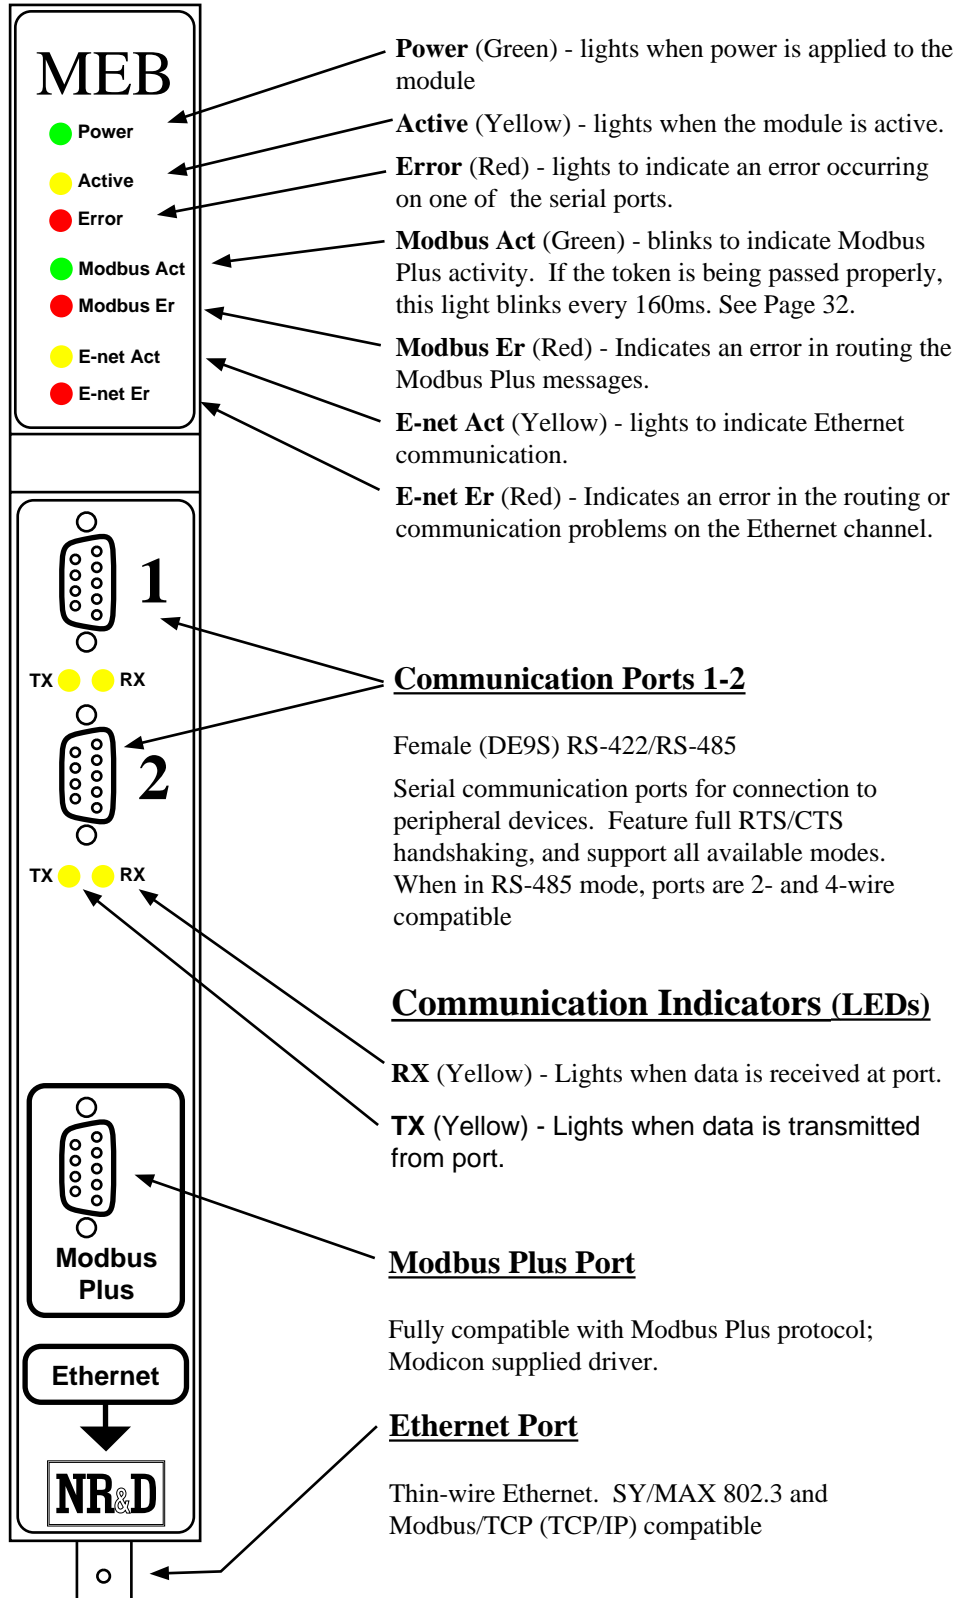 MEB
Power
Active
Error
Modbus Act
Modbus Er
E-net Act
E-net Er
1
TX RX
2
TX RX
Modbus
Plus
Ethernet
NR&D
Power (Green) - lights when power is applied to the
module
Active (Yellow) - lights when the module is active.
Error (Red) - lights to indicate an error occurring
on one of the serial ports.
Modbus Act (Green) - blinks to indicate Modbus
Plus activity. If the token is being passed properly,
this light blinks every 160ms. See Page 32.
Modbus Er (Red) - Indicates an error in routing the
Modbus Plus messages.
E-net Act (Yellow) - lights to indicate Ethernet
communication.
E-net Er (Red) - Indicates an error in the routing or
communication problems on the Ethernet channel.
Communication Ports 1-2
Female (DE9S) RS-422/RS-485
Serial communication ports for connection to
peripheral devices. Feature full RTS/CTS
handshaking, and support all available modes.
When in RS-485 mode, ports are 2- and 4-wire
compatible
Communication Indicators (LEDs)
RX (Yellow) - Lights when data is received at port.
TX (Yellow) - Lights when data is transmitted
from port.
Modbus Plus Port
Fully compatible with Modbus Plus protocol;
Modicon supplied driver.
Ethernet Port
Thin-wire Ethernet. SY/MAX 802.3 and
Modbus/TCP (TCP/IP) compatible